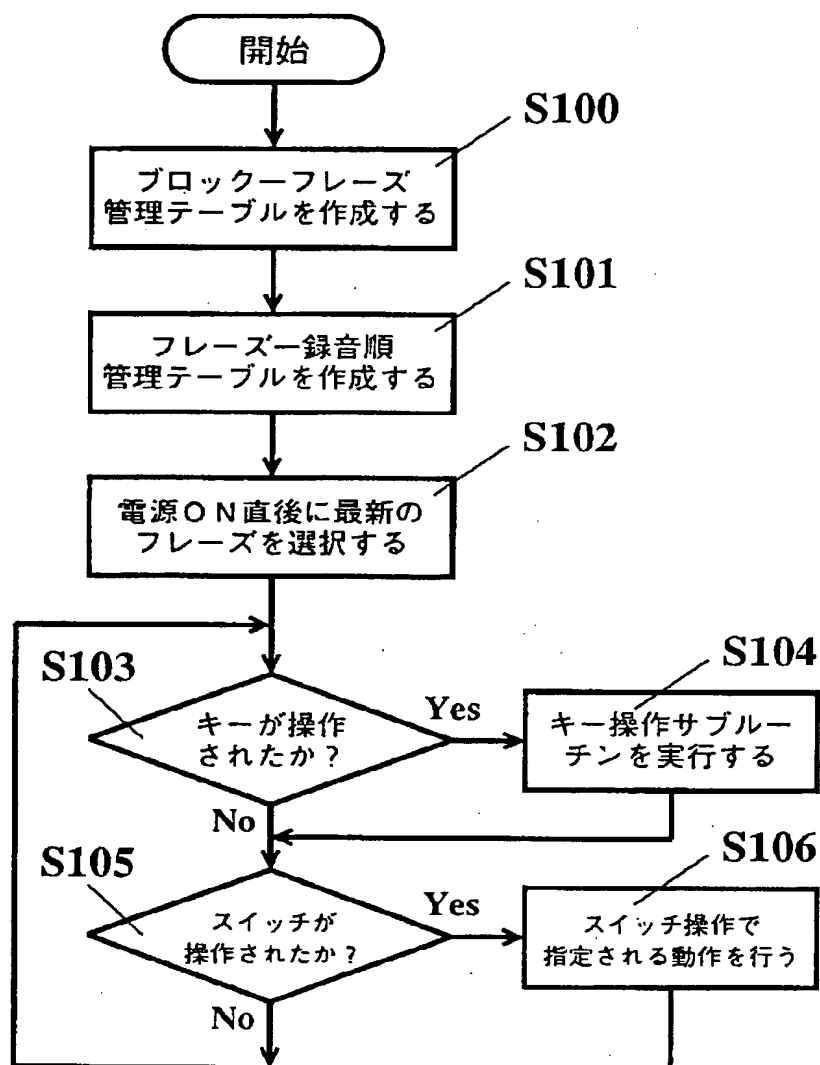 開始
S100
ブロックーフレーズ
管理テーブルを作成する
S101
フレーズー録音順
管理テーブルを作成する
S102
電源ON直後に最新の
フレーズを選択する
S103
キーが操作
されたか?
Yes
No
S104
キー操作サブルー
チンを実行する
S105
スイッチが
操作されたか?
Yes
No
S106
スイッチ操作で
指定される動作を行う